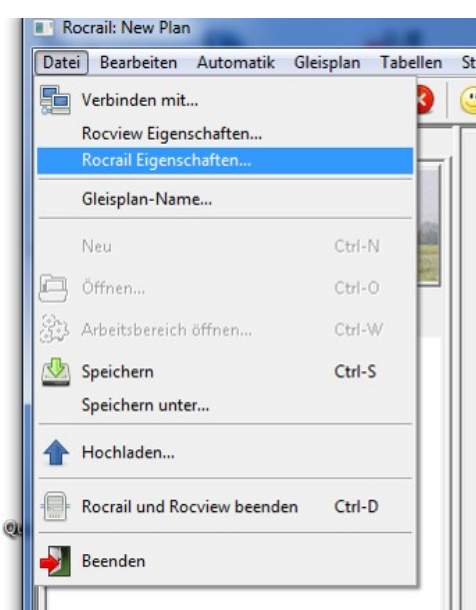 Rocrail: New Plan
Datei Bearbeiten Automatik Gleisplan Tabellen St
Verbinden mit...
Rocview Eigenschaften...
Rocrail Eigenschaften...
Gleisplan-Name...
Neu Ctrl-N
Öffnen... Ctrl-O
Arbeitsbereich öffnen... Ctrl-W
Speichern Ctrl-S
Speichern unter...
Hochladen...
Rocrail und Rocview beenden Ctrl-D
Qu
Beenden